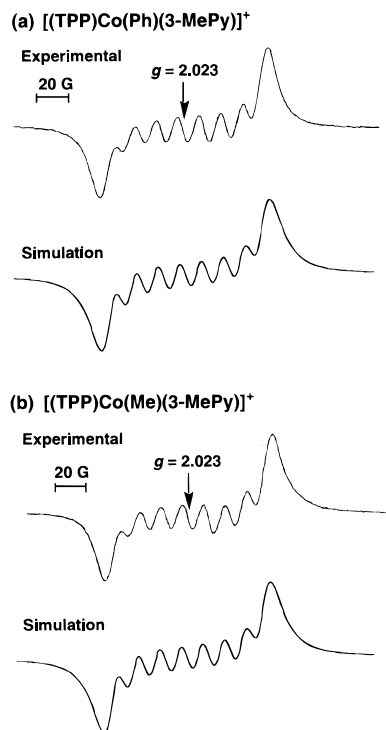 (a) [(TPP)Co(Ph)(3-MePy)]⁺
Experimental
20 G
g = 2.023
Simulation
(b) [(TPP)Co(Me)(3-MePy)]⁺
Experimental
20 G
g = 2.023
Simulation